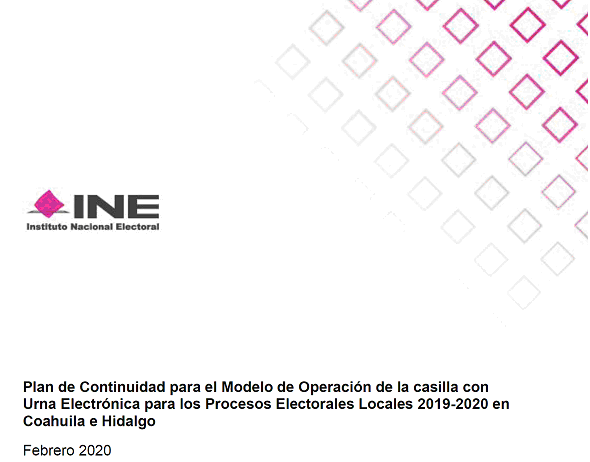 INE
Instituto Nacional Electoral
Plan de Continuidad para el Modelo de Operación de la casilla con
Urna Electrónica para los Procesos Electorales Locales 2019-2020 en
Coahuila e Hidalgo
Febrero 2020